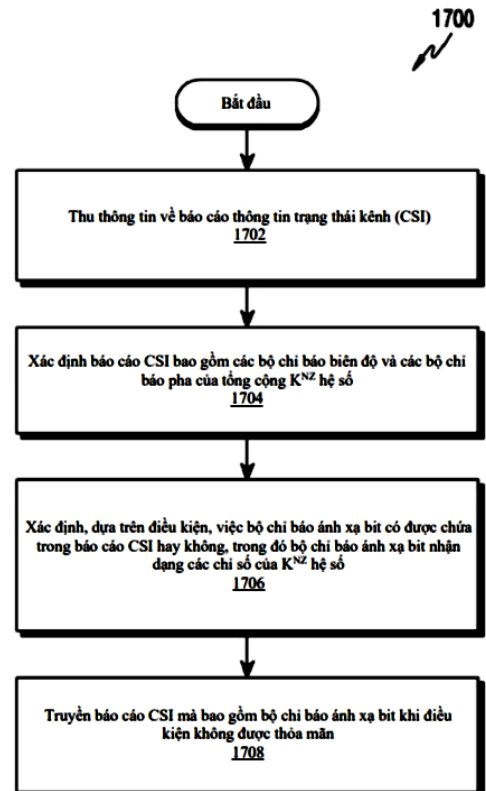 1700
Bắt đầu
Thu thông tin về báo cáo thông tin trạng thái kênh (CSI)
1702
Xác định báo cáo CSI bao gồm các bộ chỉ báo biên độ và các bộ chỉ
báo pha của tổng cộng K^NZ hệ số
1704
Xác định, dựa trên điều kiện, việc bộ chỉ báo ánh xạ bit có được chứa
trong báo cáo CSI hay không, trong đó bộ chỉ báo ánh xạ bit nhận
dạng các chỉ số của K^NZ hệ số
1706
Truyền báo cáo CSI mà bao gồm bộ chỉ báo ánh xạ bit khi điều
kiện không được thỏa mãn
1708